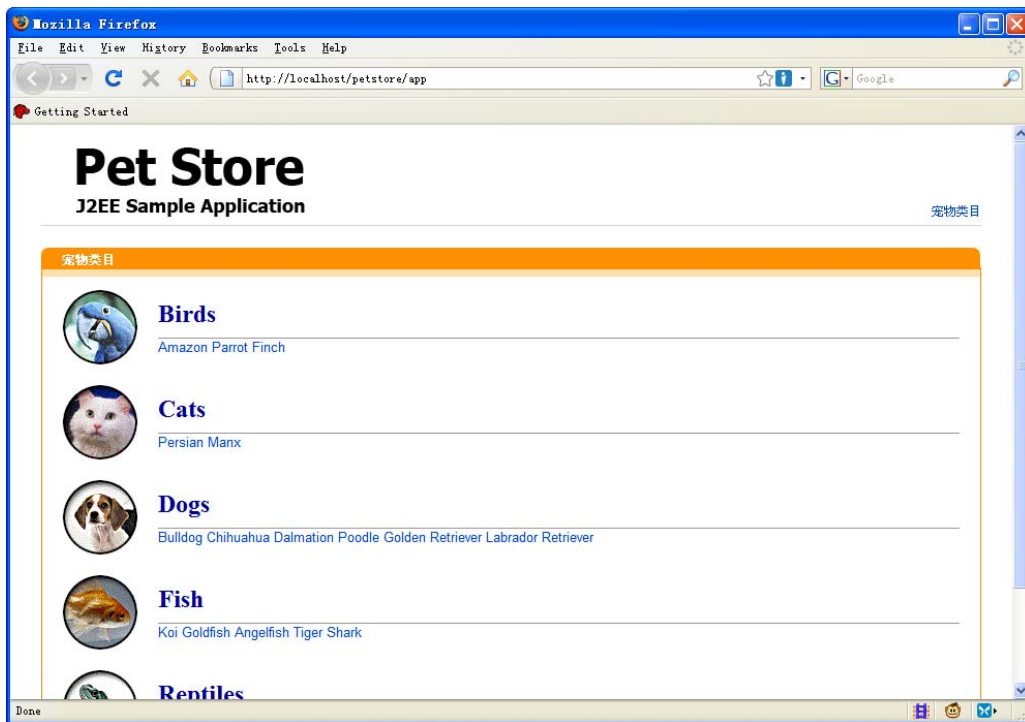 Mozilla Firefox
File Edit View History Bookmarks Tools Help
http://localhost/petstore/app
G Google
Getting Started
Pet Store
J2EE Sample Application
宠物类目
宠物类目
Birds
Amazon Parrot Finch
Cats
Persian Manx
Dogs
Bulldog Chihuahua Dalmation Poodle Golden Retriever Labrador Retriever
Fish
Koi Goldfish Angelfish Tiger Shark
Reptiles
Done